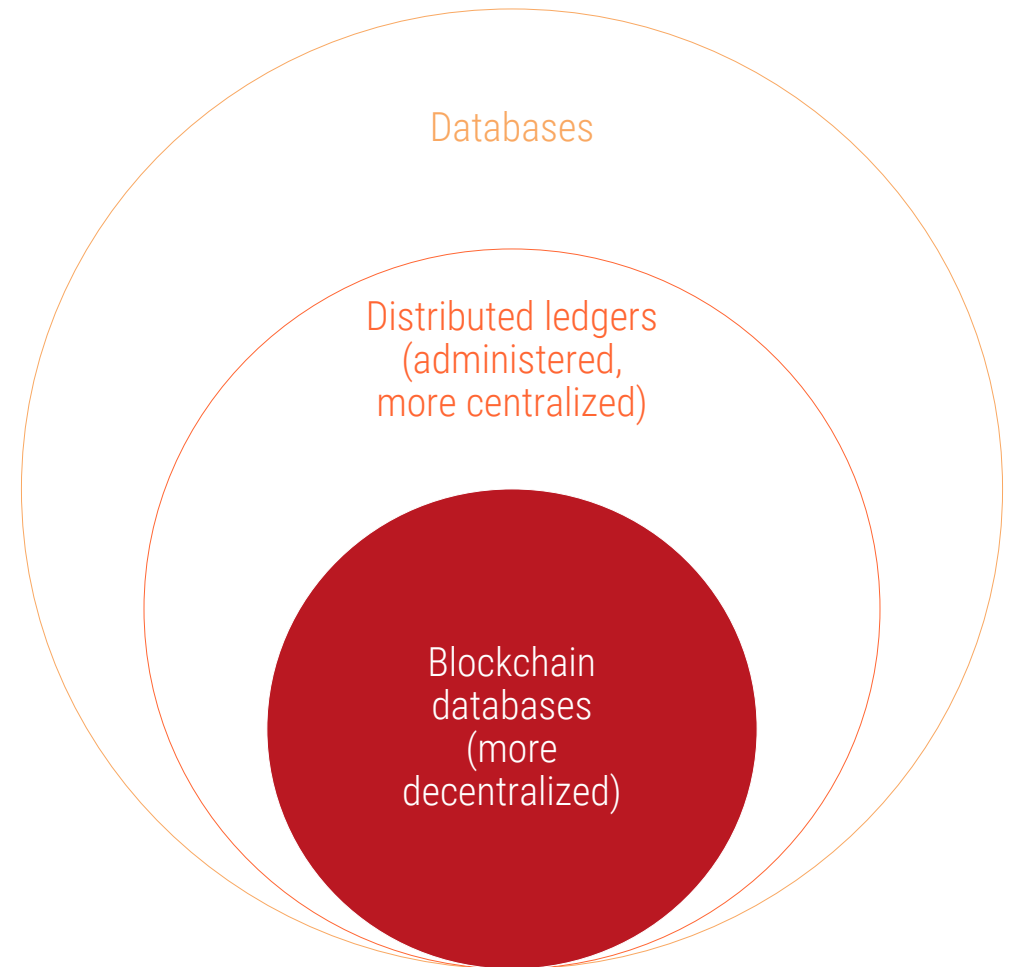 Databases
Distributed ledgers
(administered,
more centralized)
Blockchain
databases
(more
decentralized)